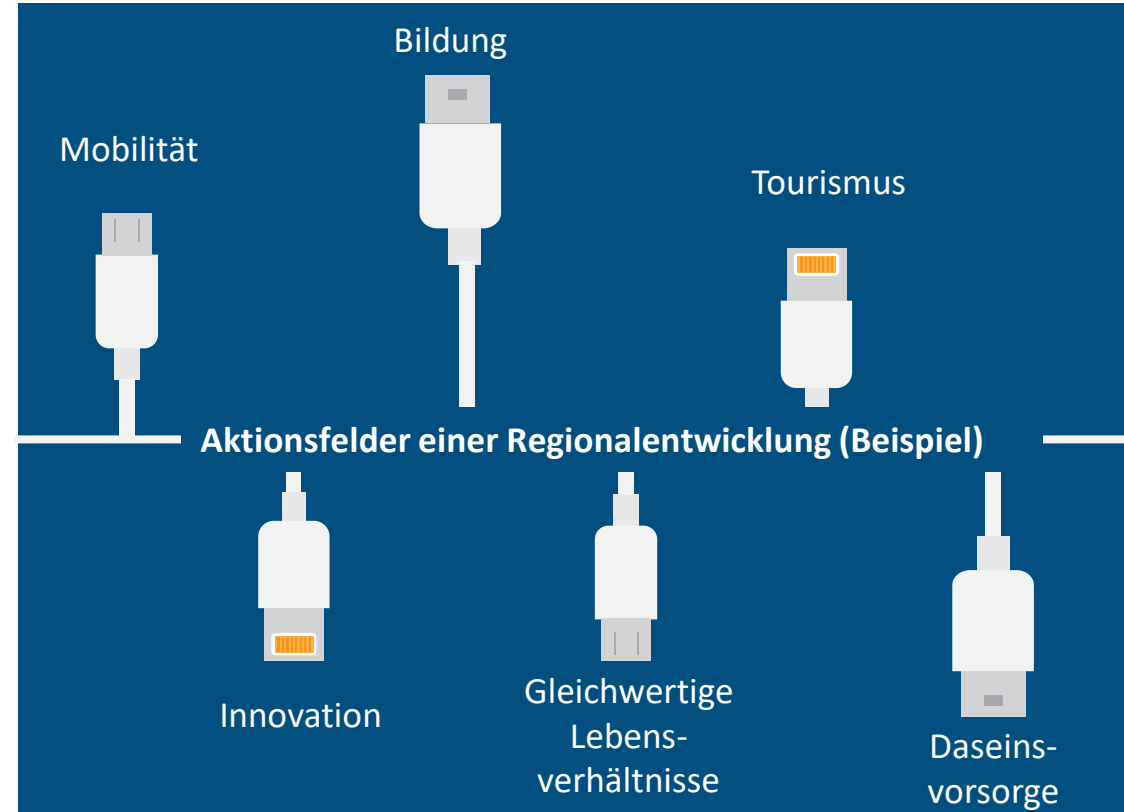 Bildung
Mobilität
Tourismus
Aktionsfelder einer Regionalentwicklung (Beispiel)
Innovation
Gleichwertige
Lebens-
verhältnisse
Daseins-
vorsorge